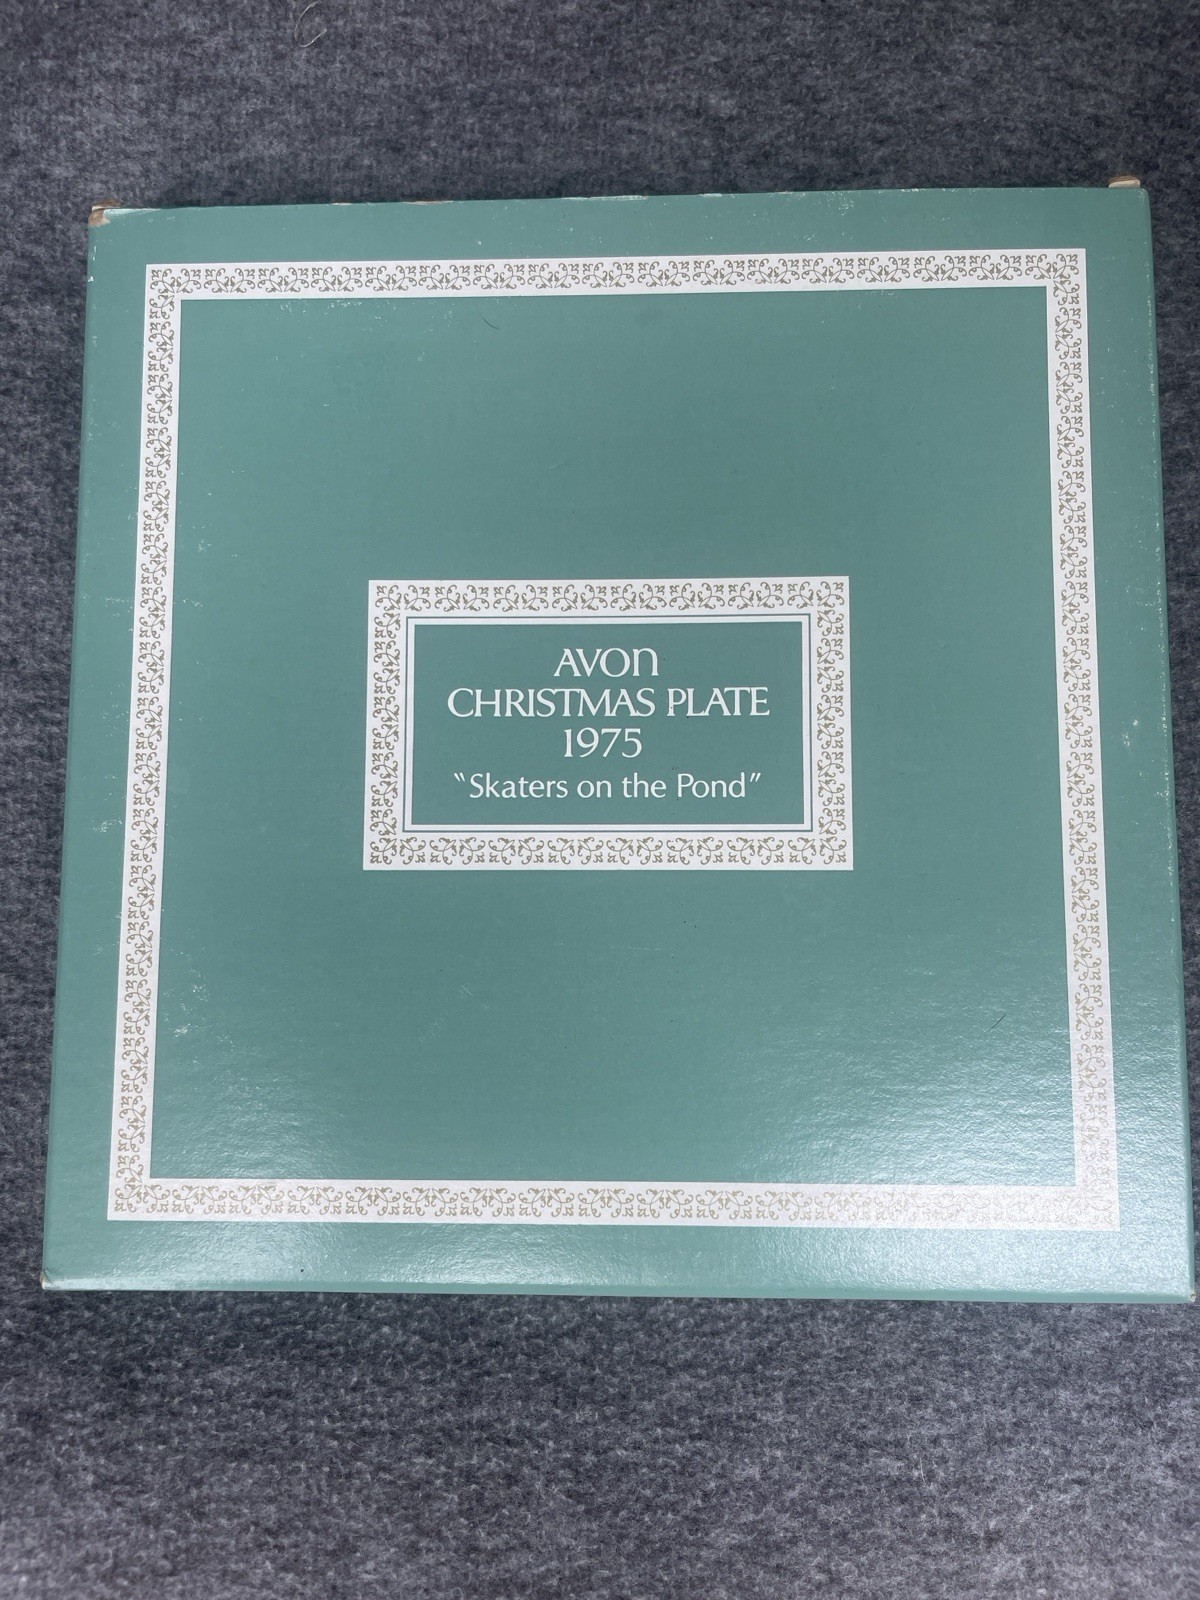 AVON
CHRISTMAS PLATE
1975
"Skaters on the Pond"